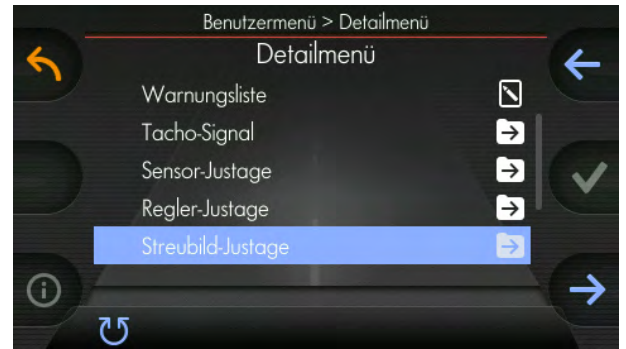 Benutzermenü > Detailmenü
Detailmenü
Warnungsliste
Tacho-Signal
Sensor-Justage
Regler-Justage
Streubild-Justage